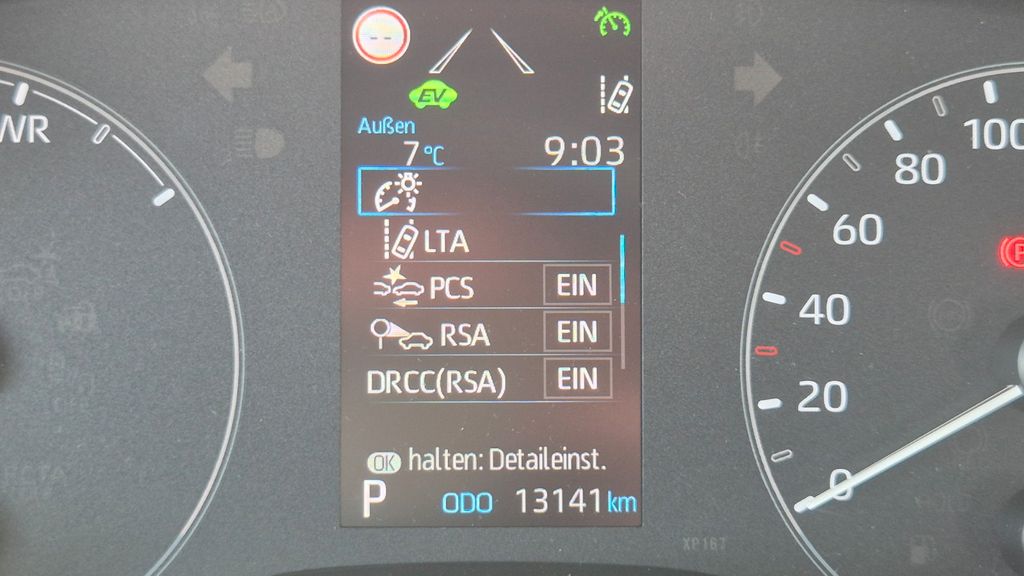 --
EV
Außen
7°C 9:03
LTA
PCS EIN
RSA EIN
DRCC(RSA) EIN
OK halten: Detaileinst.
P ODO 13141 km
WR
100
80
60
40
20
0
P
XP167